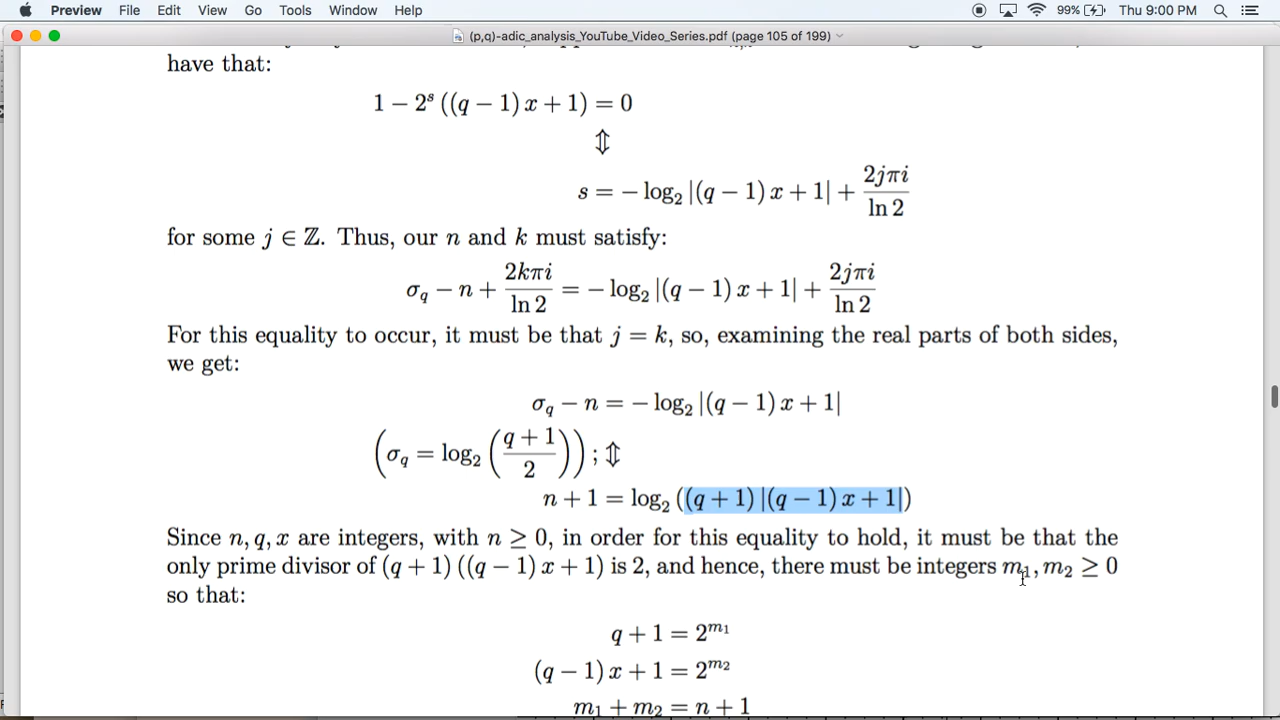 Preview File Edit View Go Tools Window Help 99% Thu 9:00 PM
(p,q)-adic_analysis_YouTube_Video_Series.pdf (page 105 of 199)
have that:
1 − 2ˢ ((q − 1) x + 1) = 0
⇕
s = − log₂ |(q − 1) x + 1| + 2jπi / ln 2
for some j ∈ ℤ. Thus, our n and k must satisfy:
σ_q − n + 2kπi / ln 2 = − log₂ |(q − 1) x + 1| + 2jπi / ln 2
For this equality to occur, it must be that j = k, so, examining the real parts of both sides,
we get:
σ_q − n = − log₂ |(q − 1) x + 1|
(σ_q = log₂ ((q + 1) / 2)) ; ⇕
n + 1 = log₂ ((q + 1) |(q − 1) x + 1|)
Since n, q, x are integers, with n ≥ 0, in order for this equality to hold, it must be that the
only prime divisor of (q + 1) ((q − 1) x + 1) is 2, and hence, there must be integers m₁, m₂ ≥ 0
so that:
q + 1 = 2^{m₁}
(q − 1) x + 1 = 2^{m₂}
m₁ + m₂ = n + 1